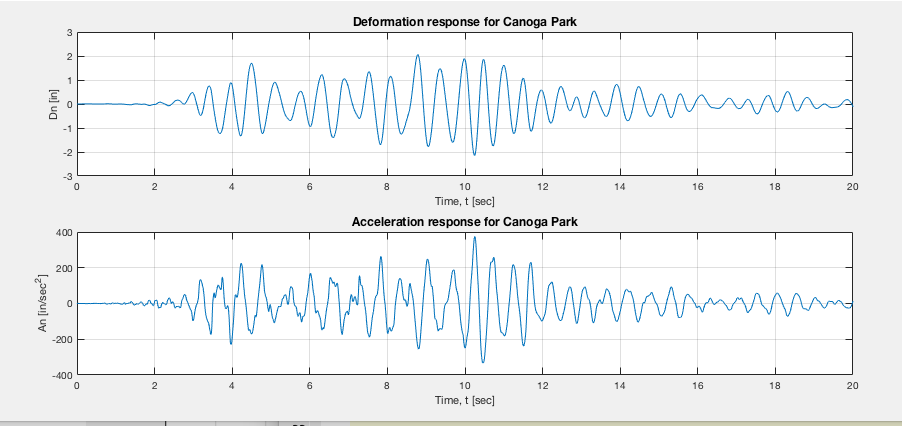 Deformation response for Canoga Park
3
2
1
0
-1
-2
-3
Dn [in]
0 2 4 6 8 10 12 14 16 18 20
Time, t [sec]
Acceleration response for Canoga Park
400
200
0
-200
-400
An [in/sec²]
0 2 4 6 8 10 12 14 16 18 20
Time, t [sec]